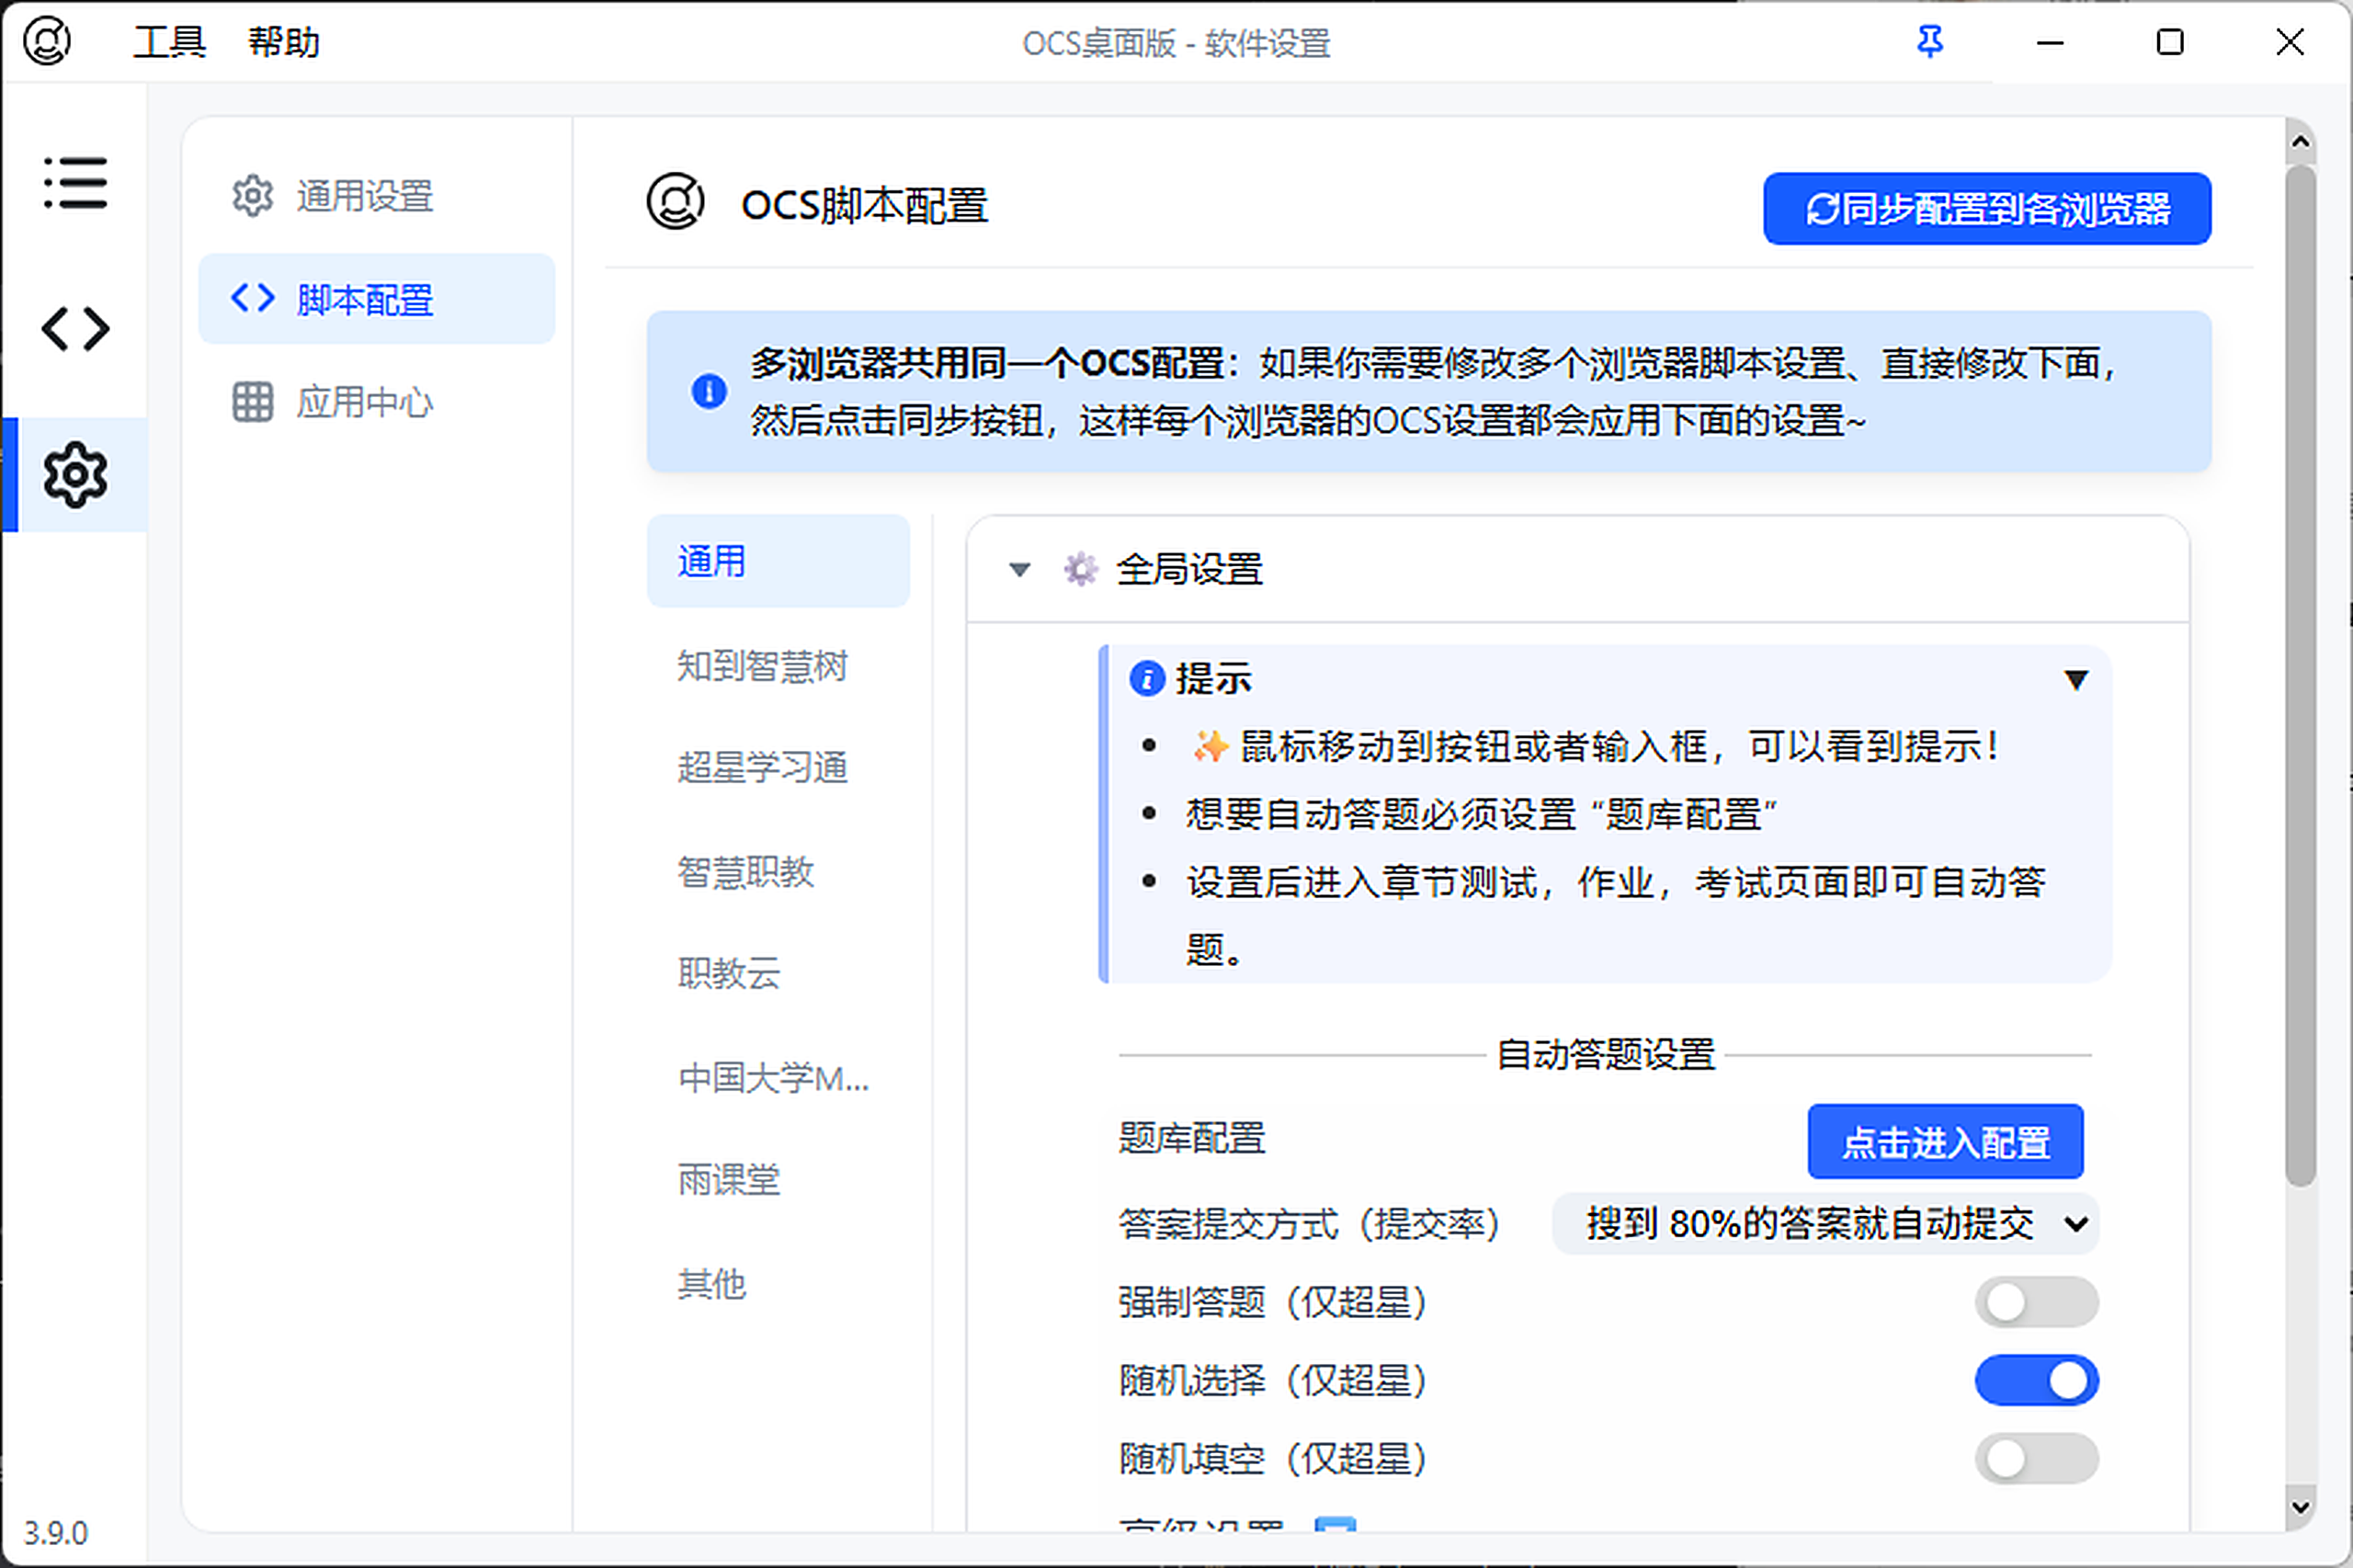 工具 帮助 OCS桌面版 - 软件设置
通用设置
脚本配置
应用中心
3.9.0
OCS脚本配置
同步配置到各浏览器
多浏览器共用同一个OCS配置：如果你需要修改多个浏览器脚本设置、直接修改下面，
然后点击同步按钮，这样每个浏览器的OCS设置都会应用下面的设置~
通用
知到智慧树
超星学习通
智慧职教
职教云
中国大学M...
雨课堂
其他
全局设置
提示
✨ 鼠标移动到按钮或者输入框，可以看到提示！
想要自动答题必须设置 “题库配置”
设置后进入章节测试，作业，考试页面即可自动答
题。
自动答题设置
题库配置 点击进入配置
答案提交方式（提交率） 搜到 80%的答案就自动提交
强制答题（仅超星）
随机选择（仅超星）
随机填空（仅超星）
高级设置